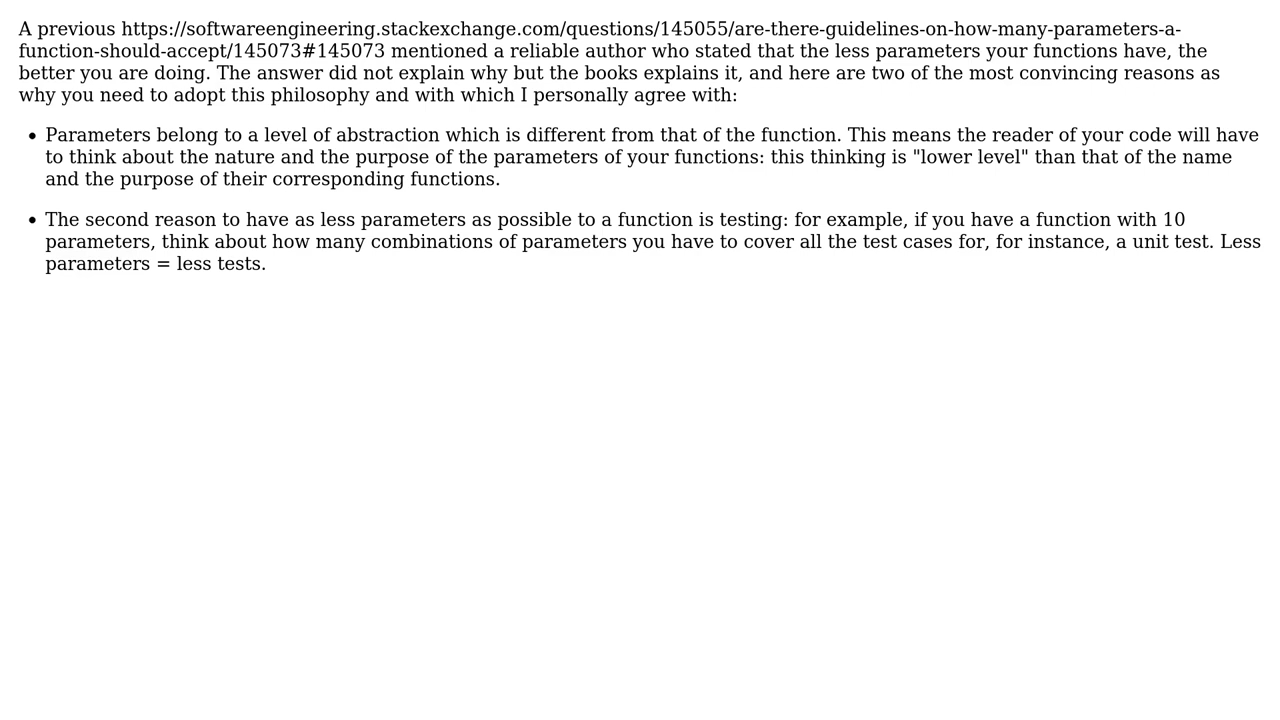 A previous https://softwareengineering.stackexchange.com/questions/145055/are-there-guidelines-on-how-many-parameters-a-
function-should-accept/145073#145073 mentioned a reliable author who stated that the less parameters your functions have, the
better you are doing. The answer did not explain why but the books explains it, and here are two of the most convincing reasons as
why you need to adopt this philosophy and with which I personally agree with:
• Parameters belong to a level of abstraction which is different from that of the function. This means the reader of your code will have
to think about the nature and the purpose of the parameters of your functions: this thinking is "lower level" than that of the name
and the purpose of their corresponding functions.
• The second reason to have as less parameters as possible to a function is testing: for example, if you have a function with 10
parameters, think about how many combinations of parameters you have to cover all the test cases for, for instance, a unit test. Less
parameters = less tests.